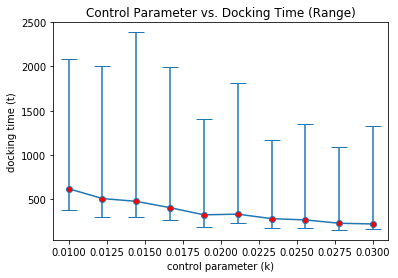 Control Parameter vs. Docking Time (Range)
2500
2000
1500
1000
500
docking time (t)
0.0100 0.0125 0.0150 0.0175 0.0200 0.0225 0.0250 0.0275 0.0300
control parameter (k)